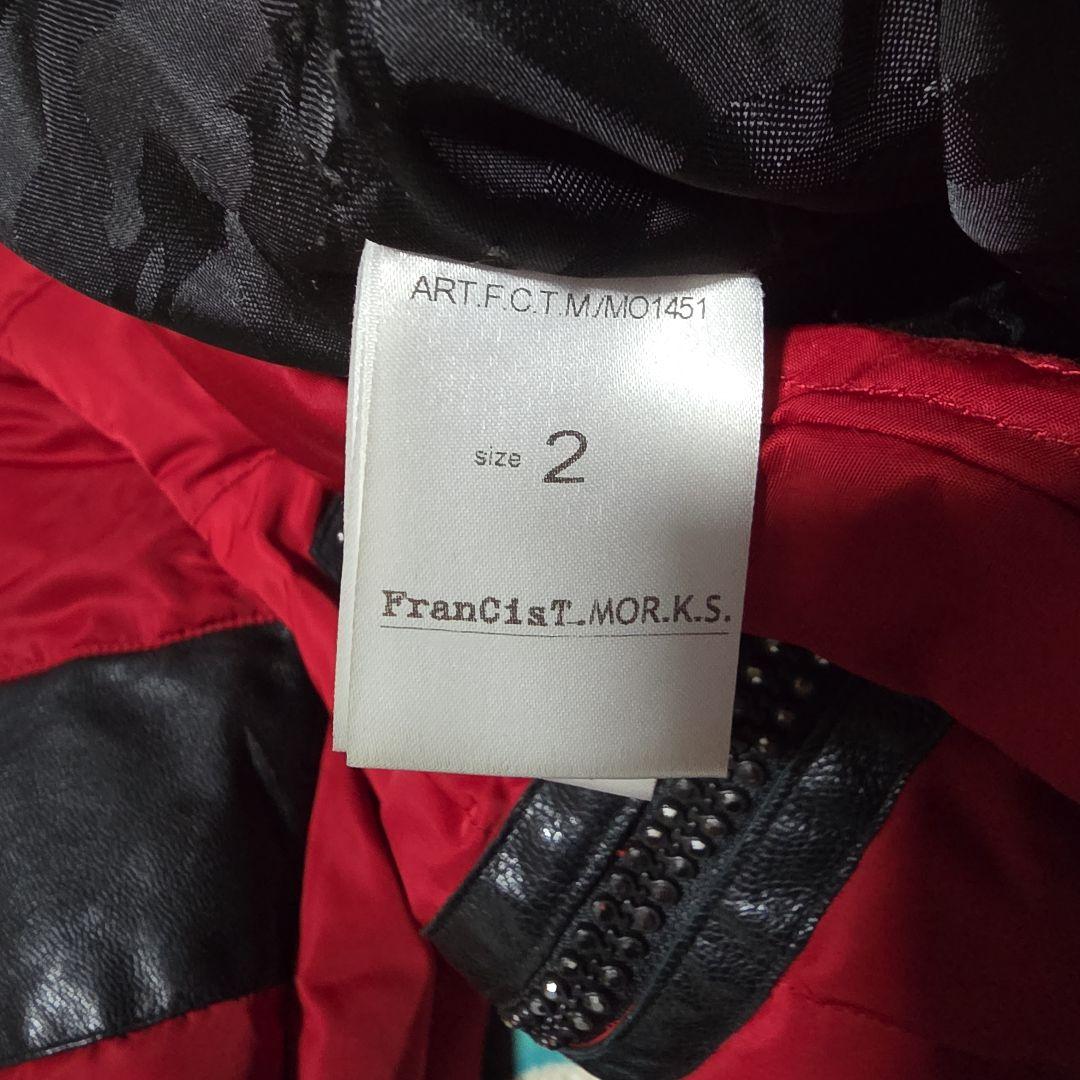 ART.F.C.T.M./MO1451
size 2
FranCisT_MOR.K.S.